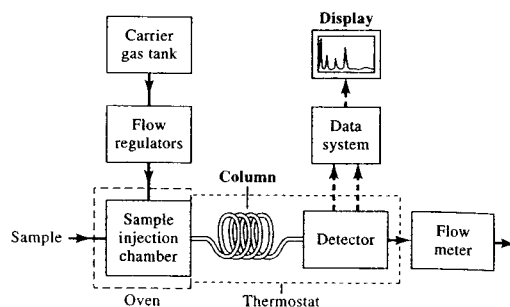 Carrier
gas tank
Display
Flow
regulators
Data
system
Column
Sample
Sample
injection
chamber
Detector
Flow
meter
Oven
Thermostat